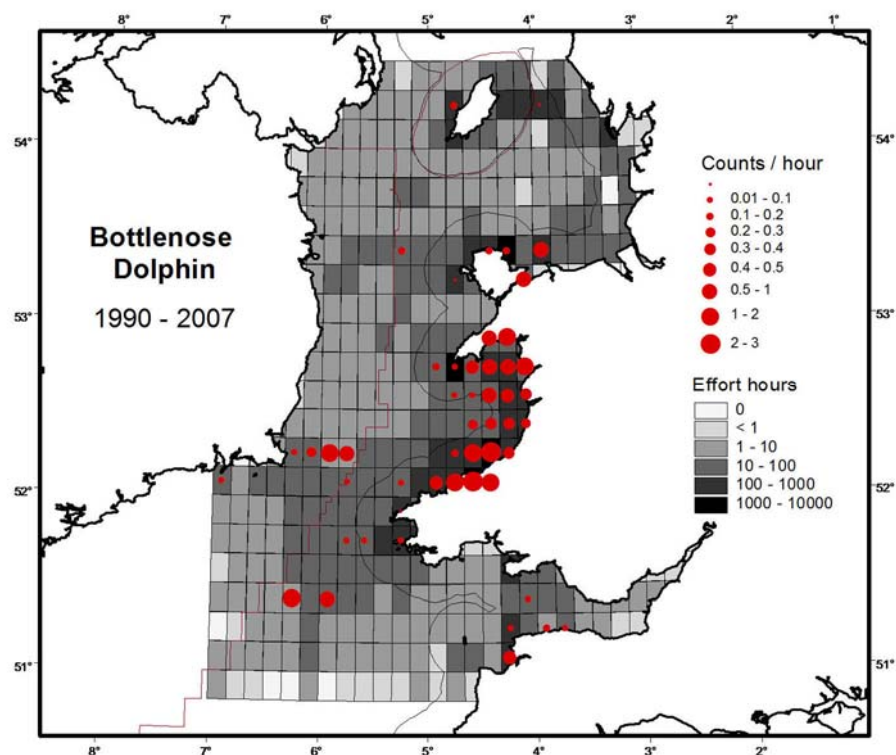 8° 7° 6° 5° 4° 3° 2° 1°
54° 54°
53° 53°
52° 52°
51° 51°
8° 7° 6° 5° 4° 3° 2°
Bottlenose
Dolphin
1990 - 2007
Counts / hour
0.01 - 0.1
0.1 - 0.2
0.2 - 0.3
0.3 - 0.4
0.4 - 0.5
0.5 - 1
1 - 2
2 - 3
Effort hours
0
< 1
1 - 10
10 - 100
100 - 1000
1000 - 10000